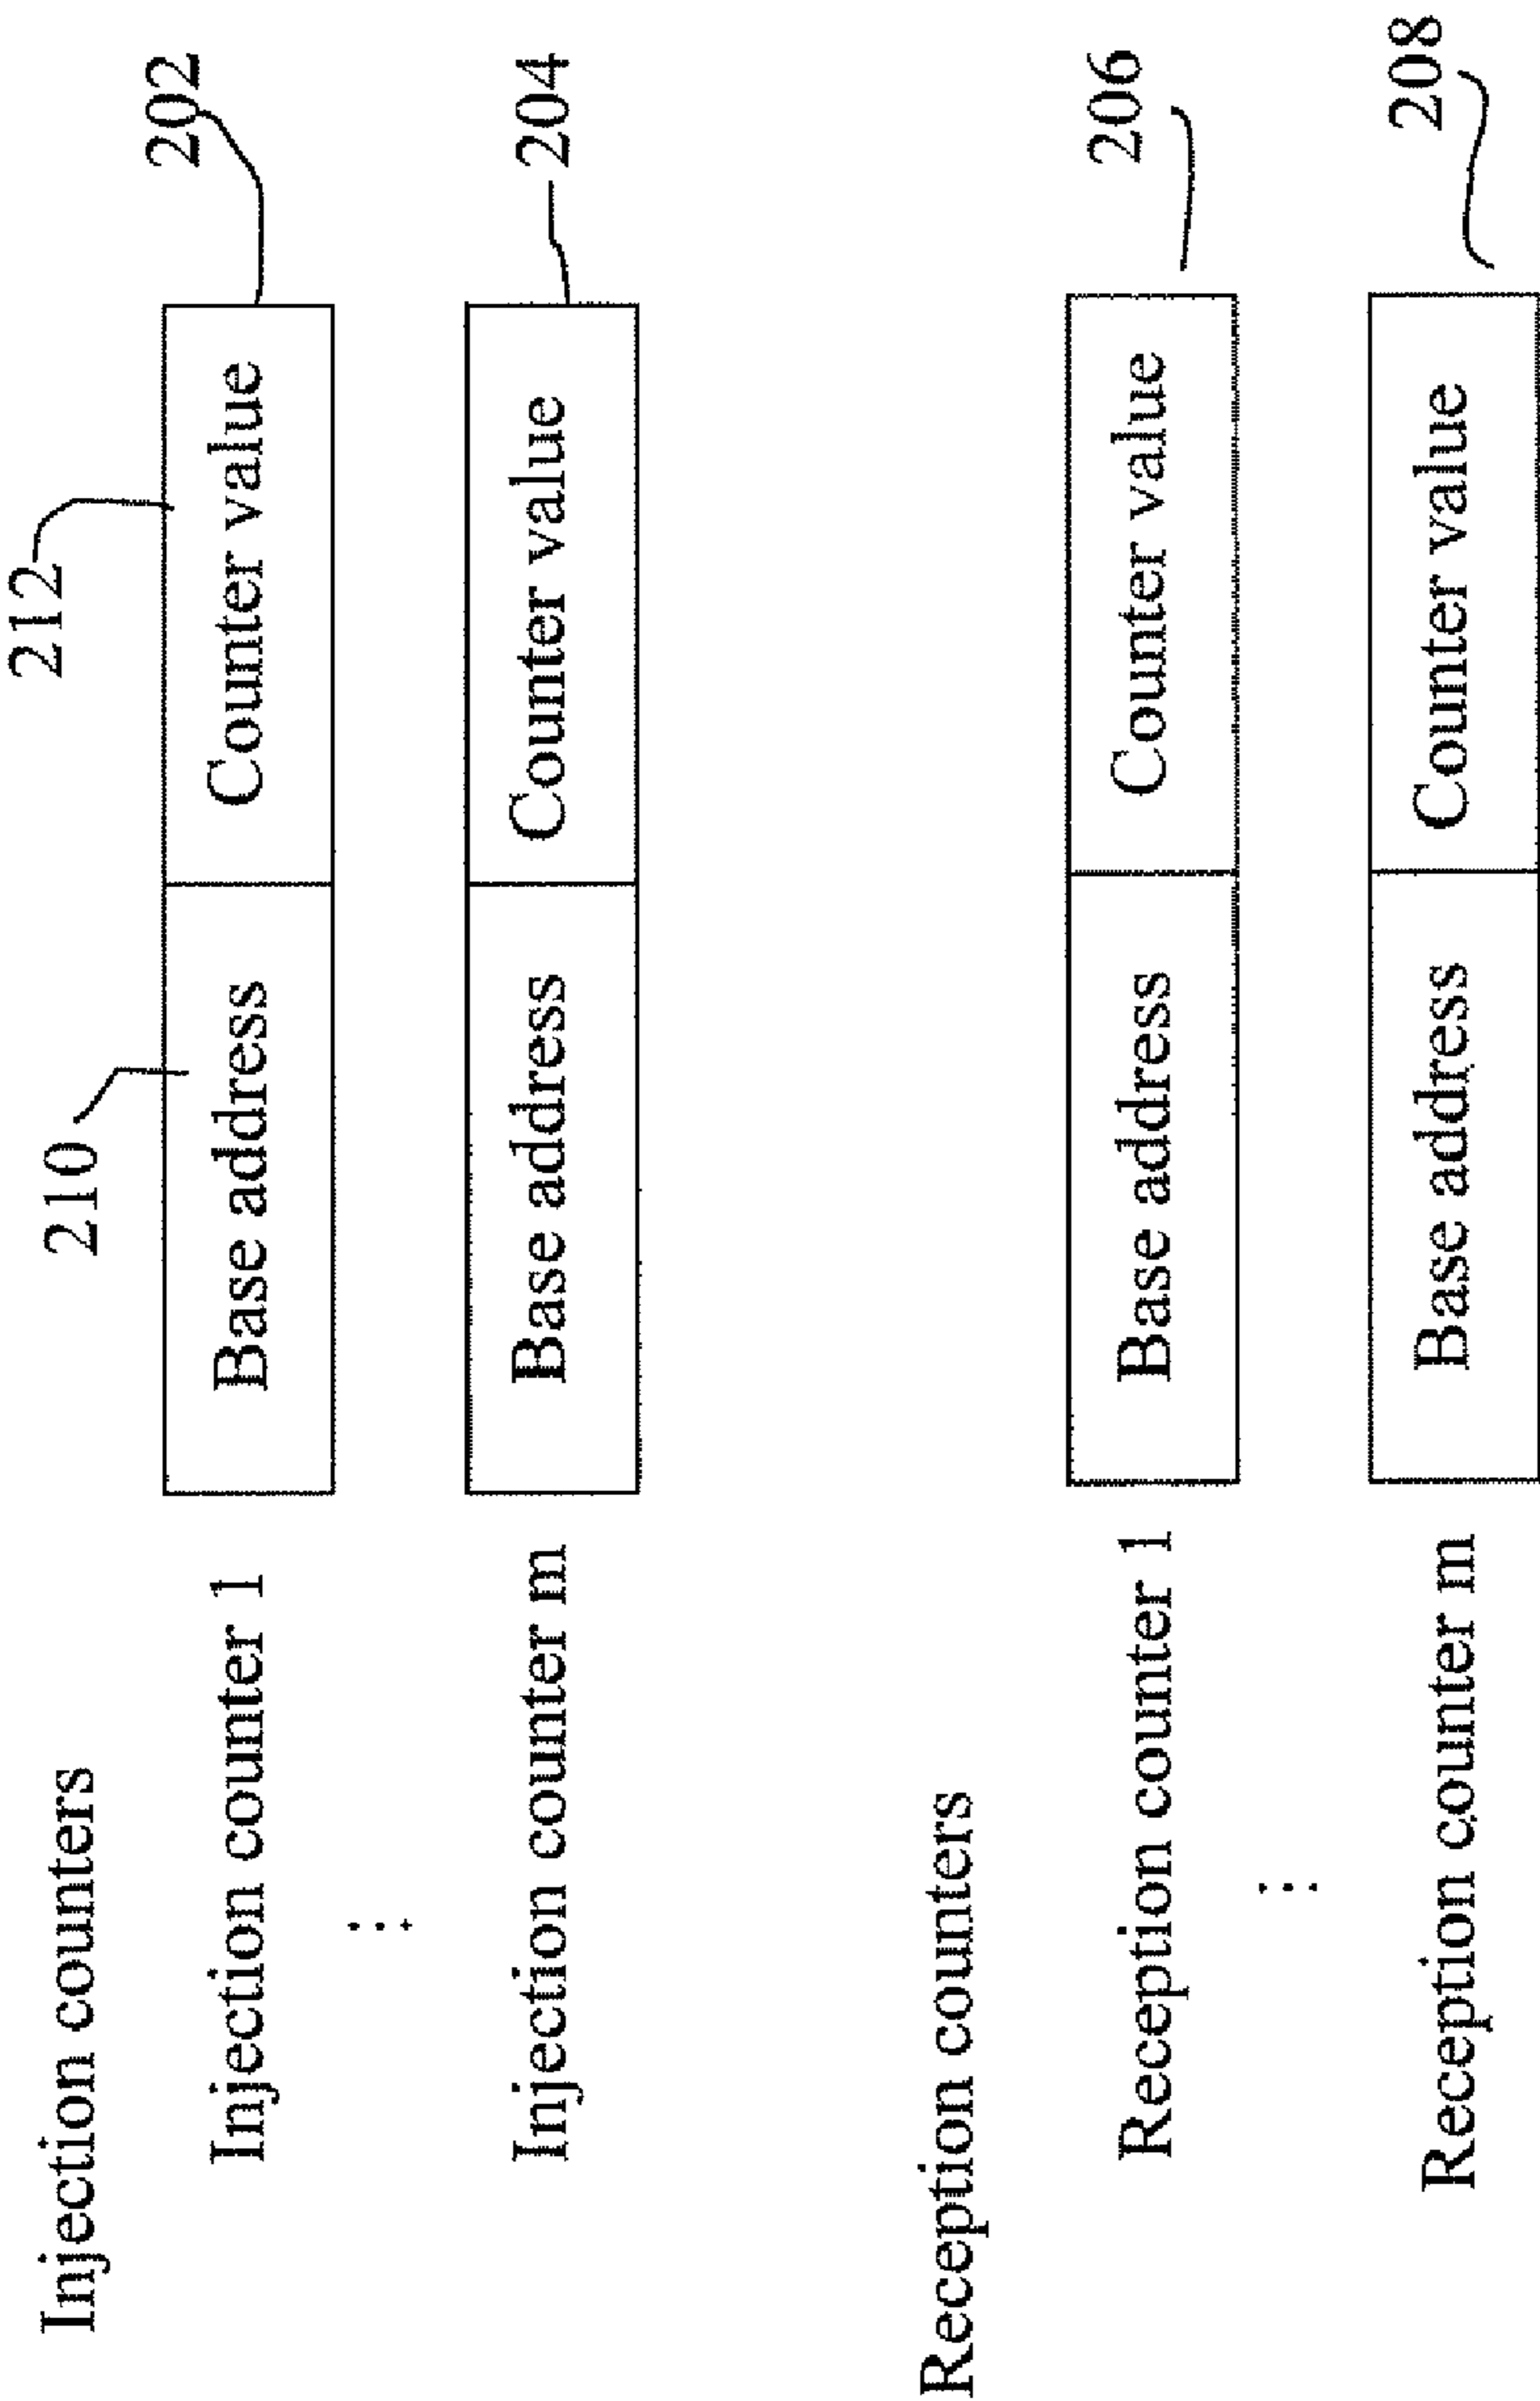 Injection counters
210
212
Injection counter 1 Base address Counter value 202
⋮
Injection counter m Base address Counter value 204
Reception counters
Reception counter 1 Base address Counter value 206
⋮
Reception counter m Base address Counter value 208